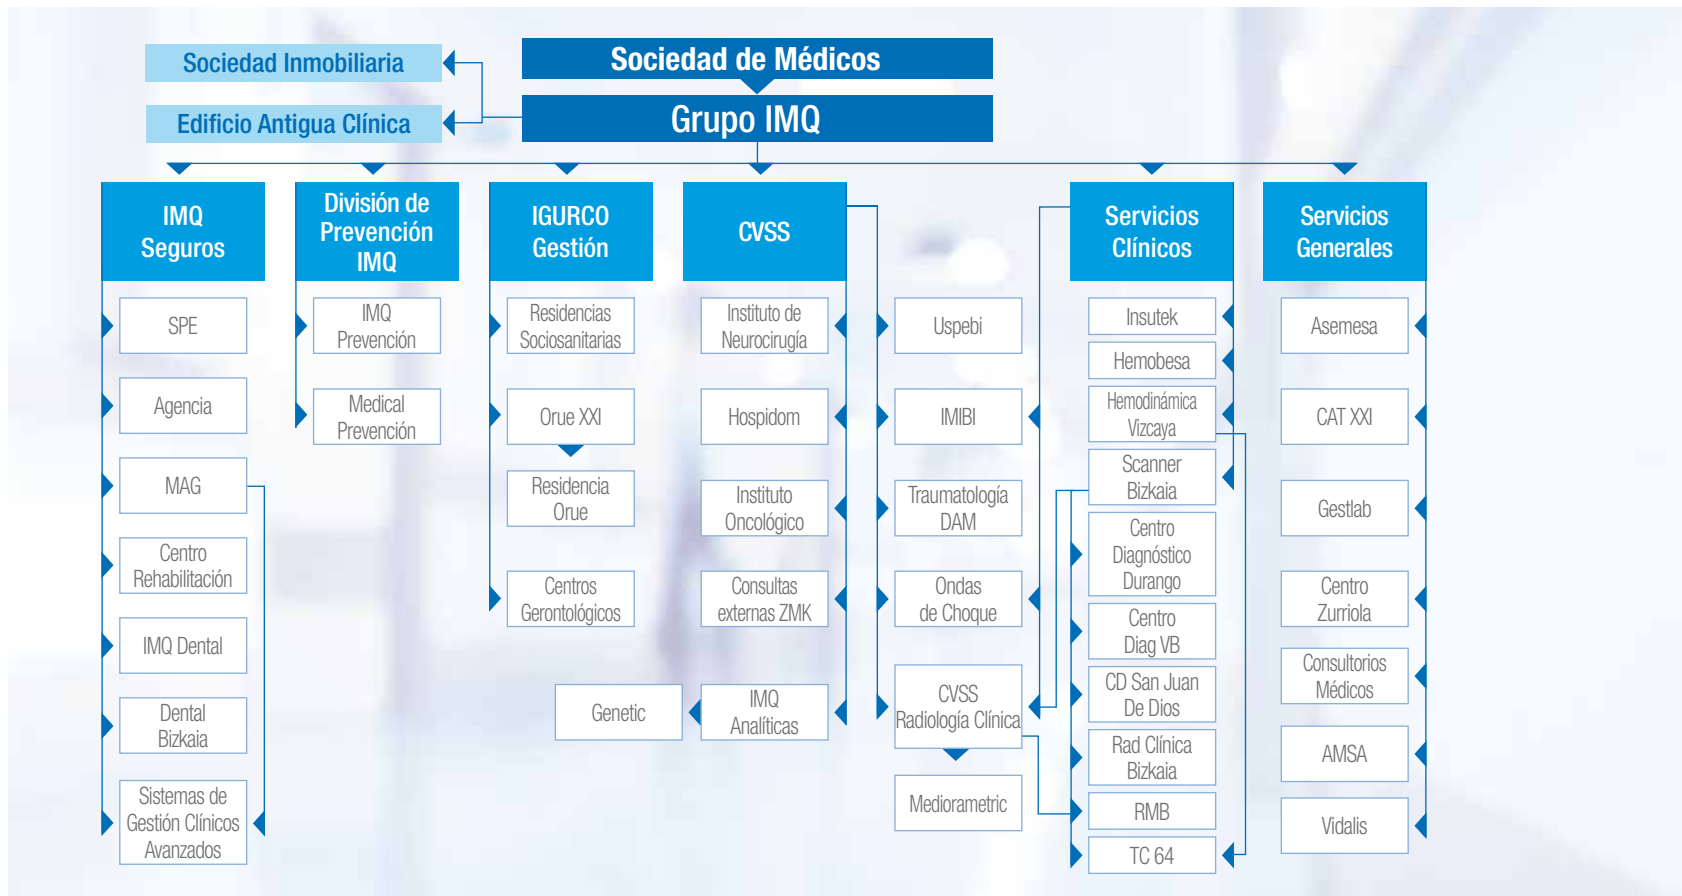 Sociedad de Médicos
Sociedad Inmobiliaria
Grupo IMQ
Edificio Antigua Clínica
IMQ
Seguros
SPE
Agencia
MAG
Centro
Rehabilitación
IMQ Dental
Dental
Bizkaia
Sistemas de
Gestión Clínicos
Avanzados
División de
Prevención
IMQ
IMQ
Prevención
Medical
Prevención
IGURCO
Gestión
Residencias
Sociosanitarias
Orue XXI
Residencia
Orue
Centros
Gerontológicos
CVSS
Instituto de
Neurocirugía
Hospidom
Instituto
Oncológico
Consultas
externas ZMK
IMQ
Analíticas
Genetic
Uspebi
IMIBI
Traumatología
DAM
Ondas
de Choque
CVSS
Radiología Clínica
Mediorametric
Servicios
Clínicos
Insutek
Hemobesa
Hemodinámica
Vizcaya
Scanner
Bizkaia
Centro
Diagnóstico
Durango
Centro
Diag VB
CD San Juan
De Dios
Rad Clínica
Bizkaia
RMB
TC 64
Servicios
Generales
Asemesa
CAT XXI
Gestlab
Centro
Zurriola
Consultorios
Médicos
AMSA
Vidalis